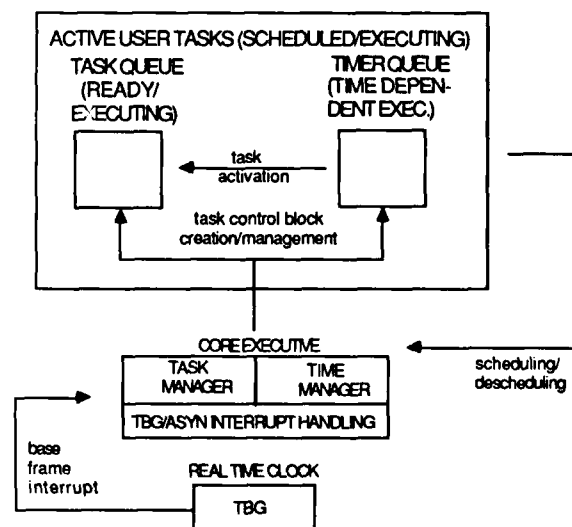 ACTIVE USER TASKS (SCHEDULED/EXECUTING)
TASK QUEUE
(READY/
EXECUTING)
TIMER QUEUE
(TIME DEPEN-
DENT EXEC.)
task
activation
task control block
creation/management
CORE EXECUTIVE
TASK
MANAGER
TIME
MANAGER
TBG/ASYN INTERRUPT HANDLING
scheduling/
descheduling
base
frame
interrupt
REAL TIME CLOCK
TBG